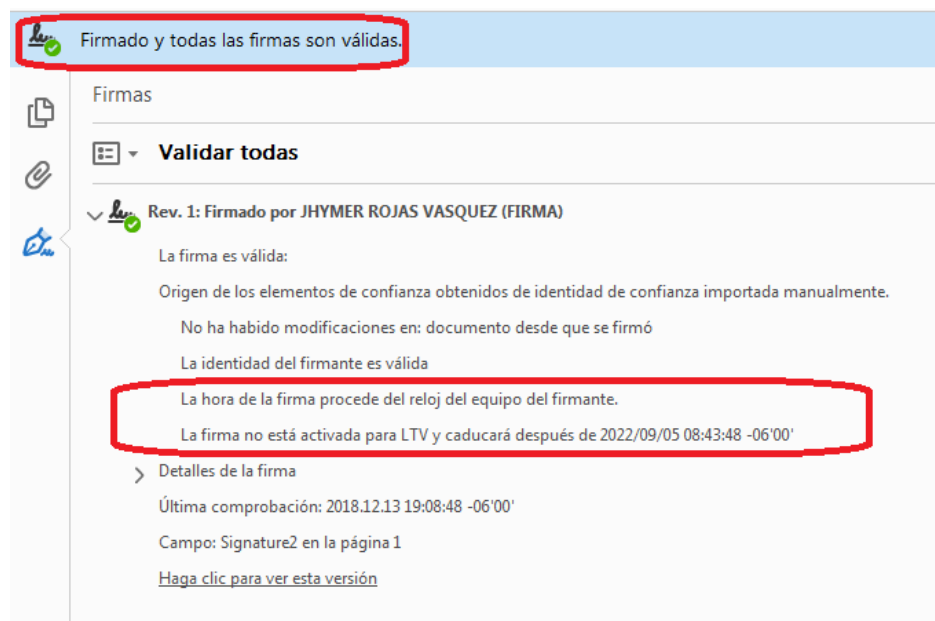 Firmado y todas las firmas son válidas.
Firmas
Validar todas
Rev. 1: Firmado por JHYMER ROJAS VASQUEZ (FIRMA)
La firma es válida:
Origen de los elementos de confianza obtenidos de identidad de confianza importada manualmente.
No ha habido modificaciones en: documento desde que se firmó
La identidad del firmante es válida
La hora de la firma procede del reloj del equipo del firmante.
La firma no está activada para LTV y caducará después de 2022/09/05 08:43:48 -06'00'
Detalles de la firma
Última comprobación: 2018.12.13 19:08:48 -06'00'
Campo: Signature2 en la página 1
Haga clic para ver esta versión